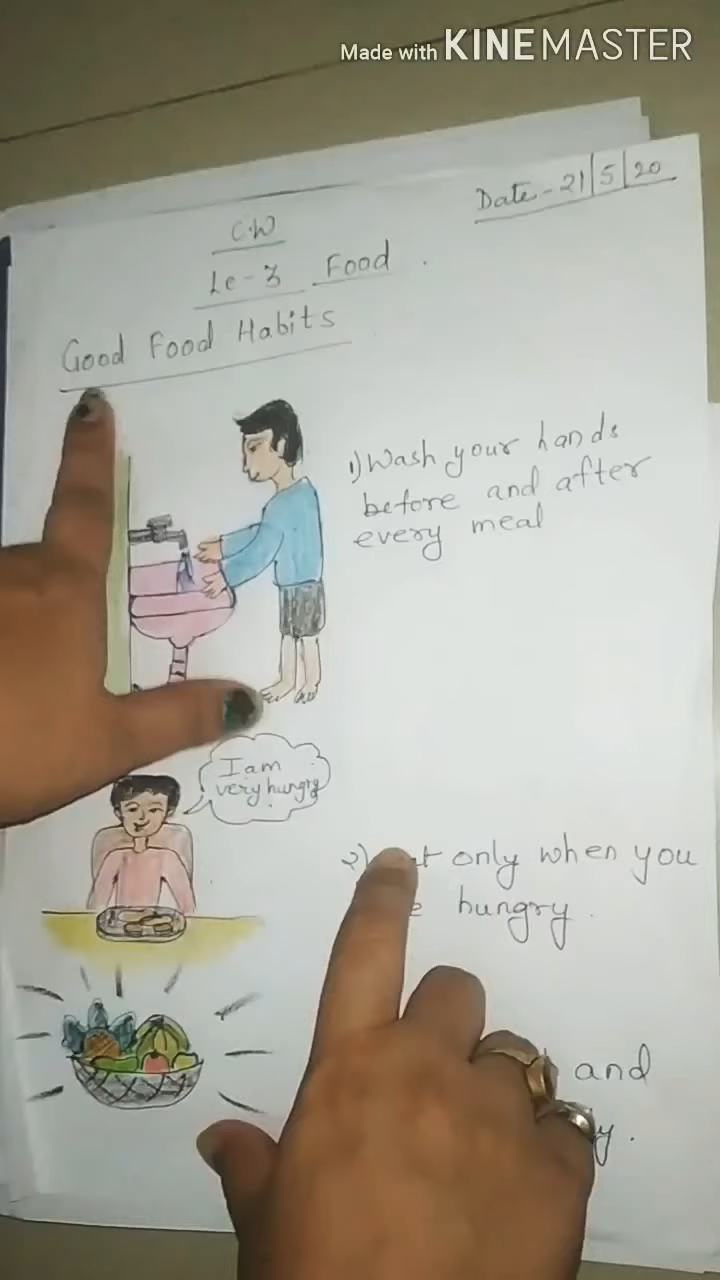 Made with KINEMASTER
Date - 21/5/20
C.W
Le-3 Food.
Good Food Habits
1) Wash your hands
before and after
every meal
I am
very hungry
2) only when you
hungry.
and